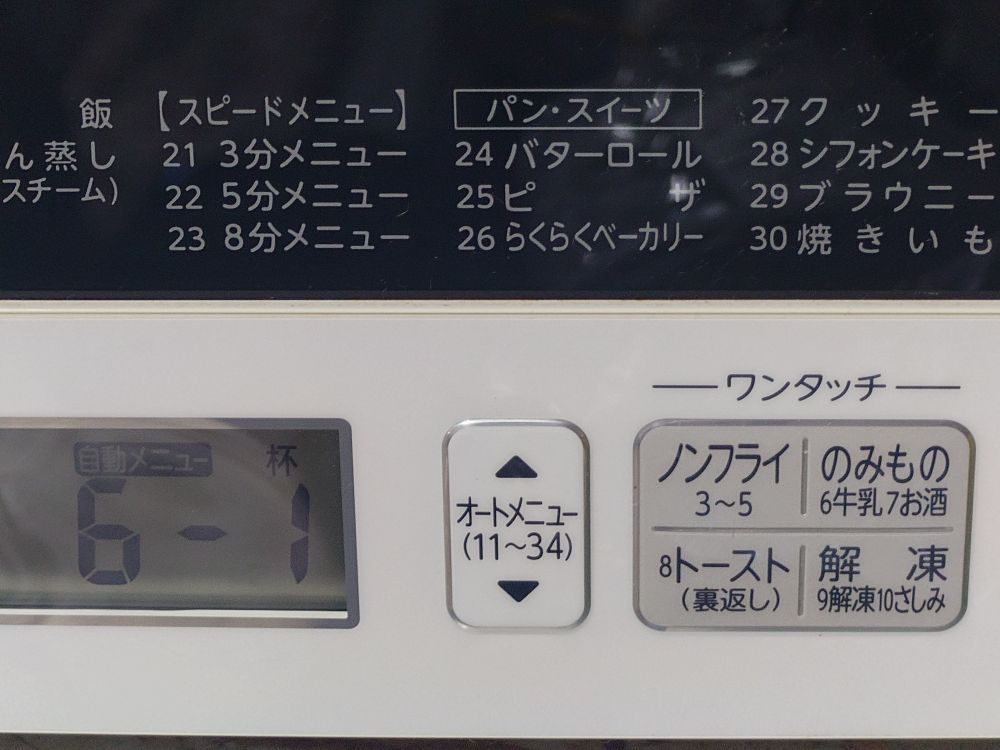 飯
ん蒸し
スチーム)
【スピードメニュー】
21 3分メニュー
22 5分メニュー
23 8分メニュー
パン・スイーツ
24 バターロール
25 ピザ
26 らくらくベーカリー
27 クッキー
28 シフォンケーキ
29 ブラウニー
30 焼きいも
自動メニュー 杯
6-1
オートメニュー
(11~34)
ワンタッチ
ノンフライ
3~5
のみもの
6牛乳7お酒
8トースト
(裏返し)
解凍
9解凍10さしみ